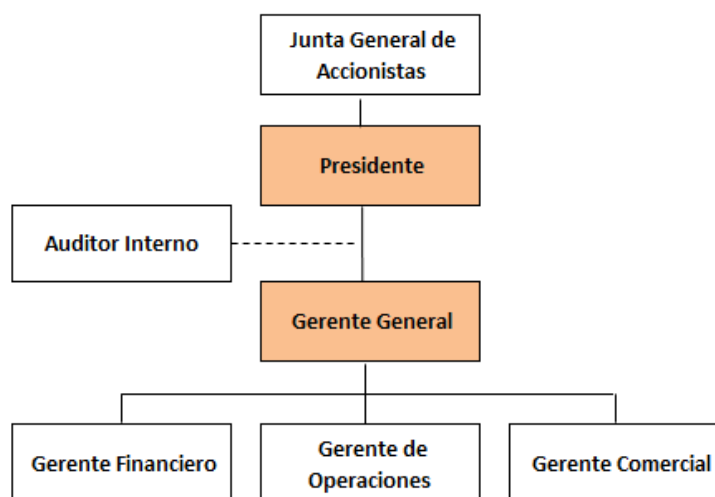 Junta General de
Accionistas
Presidente
Auditor Interno
Gerente General
Gerente Financiero
Gerente de
Operaciones
Gerente Comercial